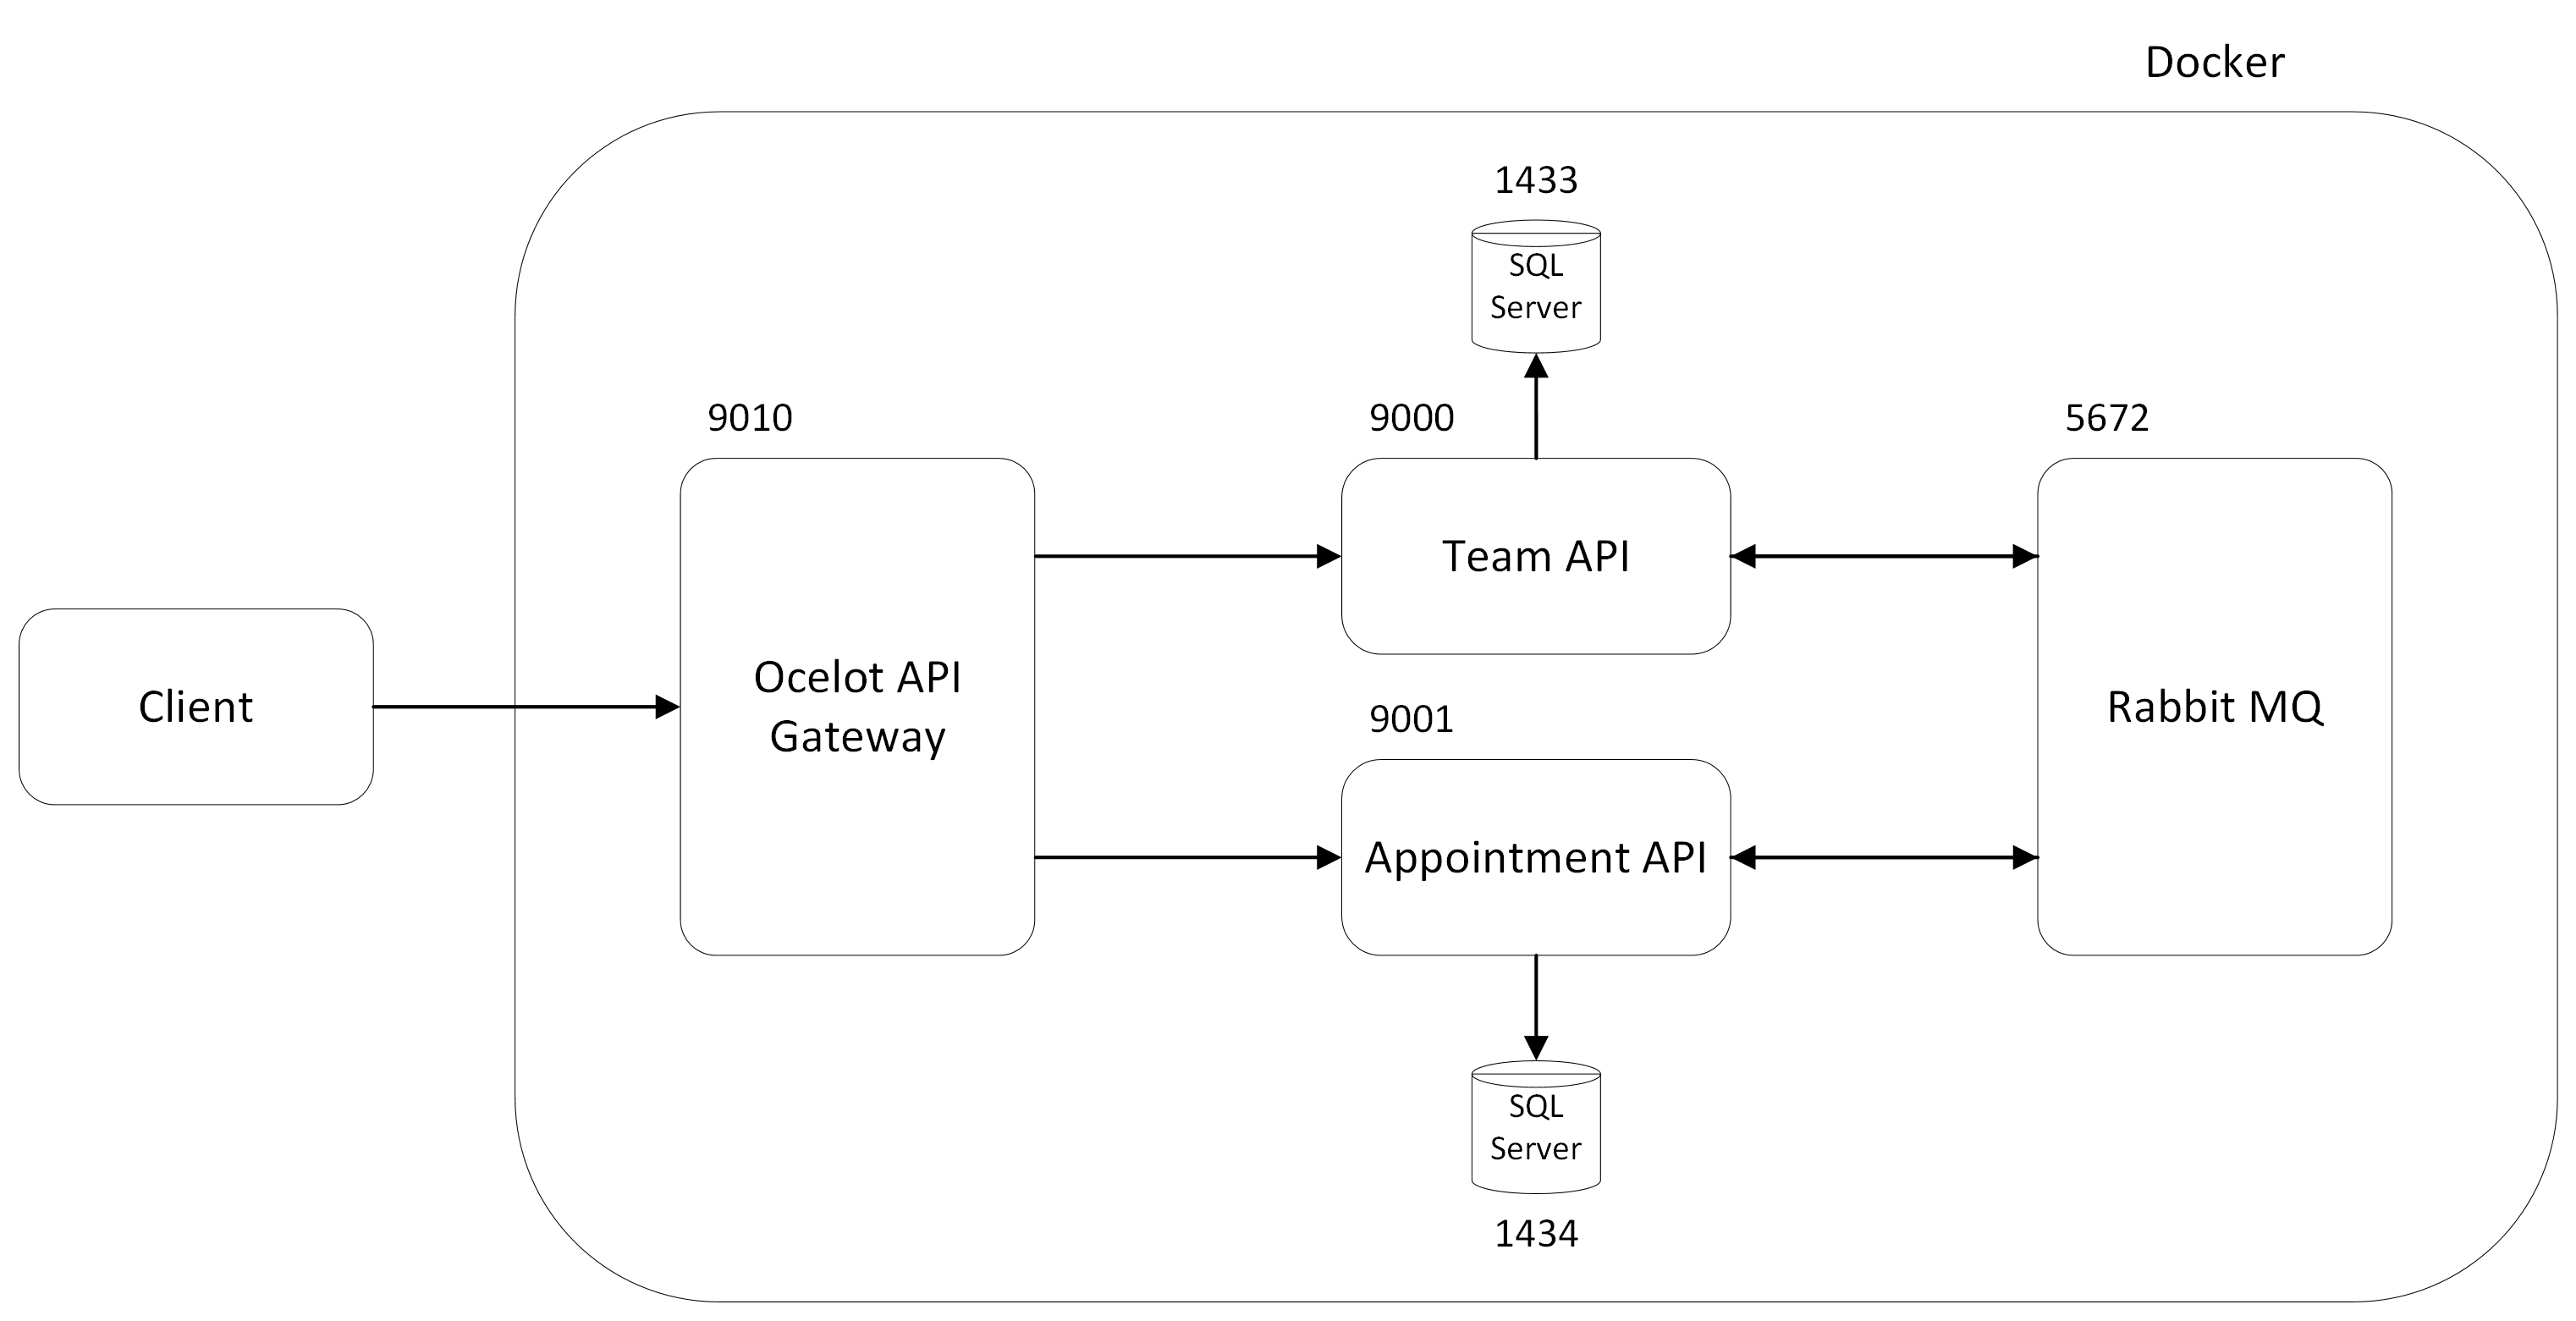 Docker
1433
SQL
Server
9010
9000
5672
Team API
Client
Ocelot API
Gateway
Rabbit MQ
9001
Appointment API
SQL
Server
1434